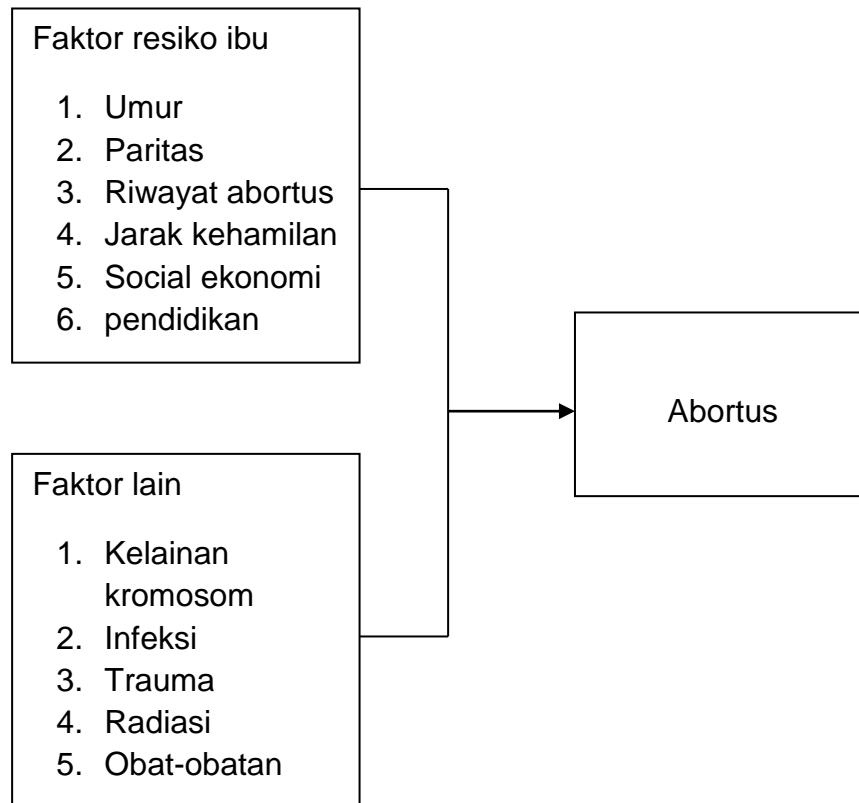 Faktor resiko ibu
1. Umur
2. Paritas
3. Riwayat abortus
4. Jarak kehamilan
5. Social ekonomi
6. pendidikan
Abortus
Faktor lain
1. Kelainan
kromosom
2. Infeksi
3. Trauma
4. Radiasi
5. Obat-obatan